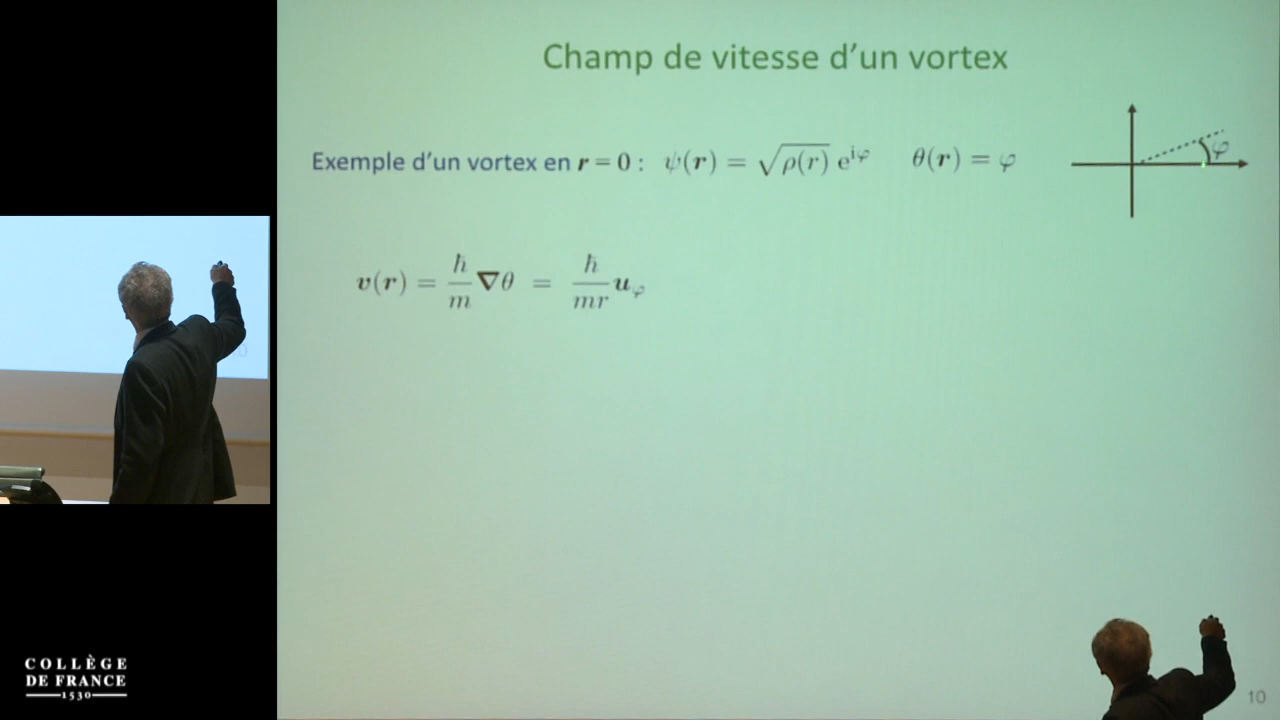 Champ de vitesse d'un vortex
Exemple d'un vortex en r = 0 : ψ(r) = √ρ(r) e^{iφ} θ(r) = φ
φ
v(r) = ħ/m ∇θ = ħ/mr u_φ
COLLÈGE
DE FRANCE
1530
10